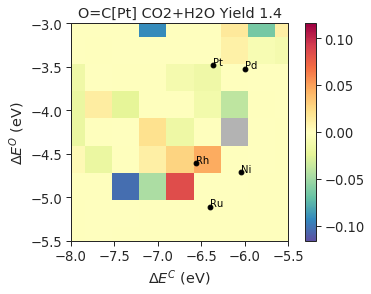 O=C[Pt] CO2+H2O Yield 1.4
−3.0
−3.5
−4.0
−4.5
−5.0
−5.5
ΔE^O (eV)
Pt
Pd
Rh
Ni
Ru
−8.0 −7.5 −7.0 −6.5 −6.0 −5.5
ΔE^C (eV)
0.10
0.05
0.00
−0.05
−0.10